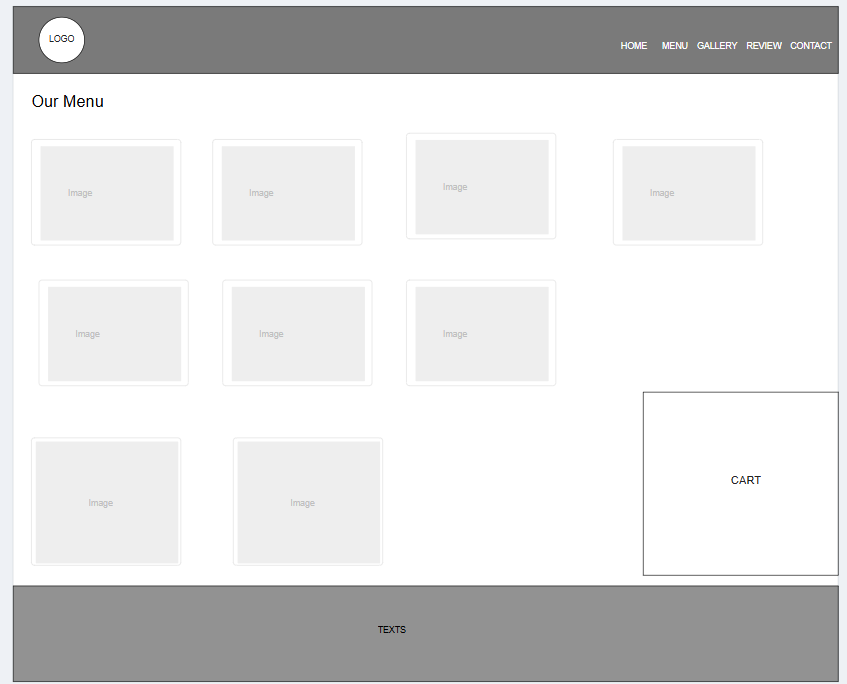 LOGO
HOME MENU GALLERY REVIEW CONTACT
Our Menu
Image Image Image Image
Image Image Image
CART
Image Image
TEXTS